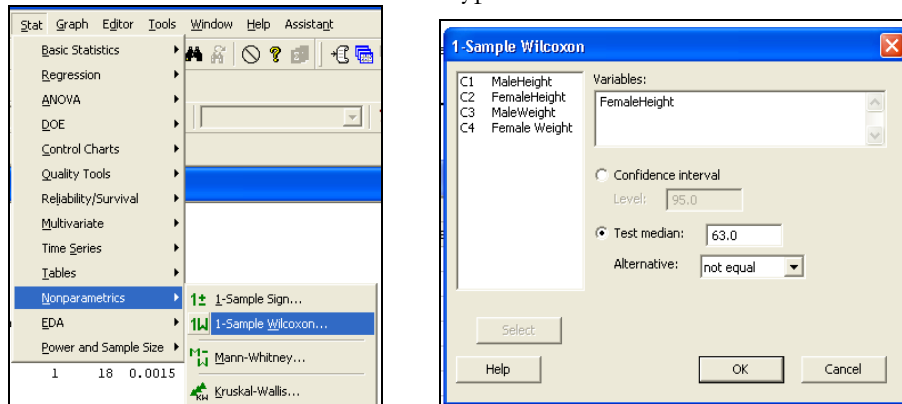 Stat Graph Editor Tools Window Help Assistant
Basic Statistics
Regression
ANOVA
DOE
Control Charts
Quality Tools
Reliability/Survival
Multivariate
Time Series
Tables
Nonparametrics
EDA
Power and Sample Size
1 18 0.0015
1-Sample Sign...
1-Sample Wilcoxon...
Mann-Whitney...
Kruskal-Wallis...
1-Sample Wilcoxon
C1 MaleHeight
C2 FemaleHeight
C3 MaleWeight
C4 Female Weight
Variables:
FemaleHeight
Confidence interval
Level: 95.0
Test median: 63.0
Alternative: not equal
Select
Help OK Cancel